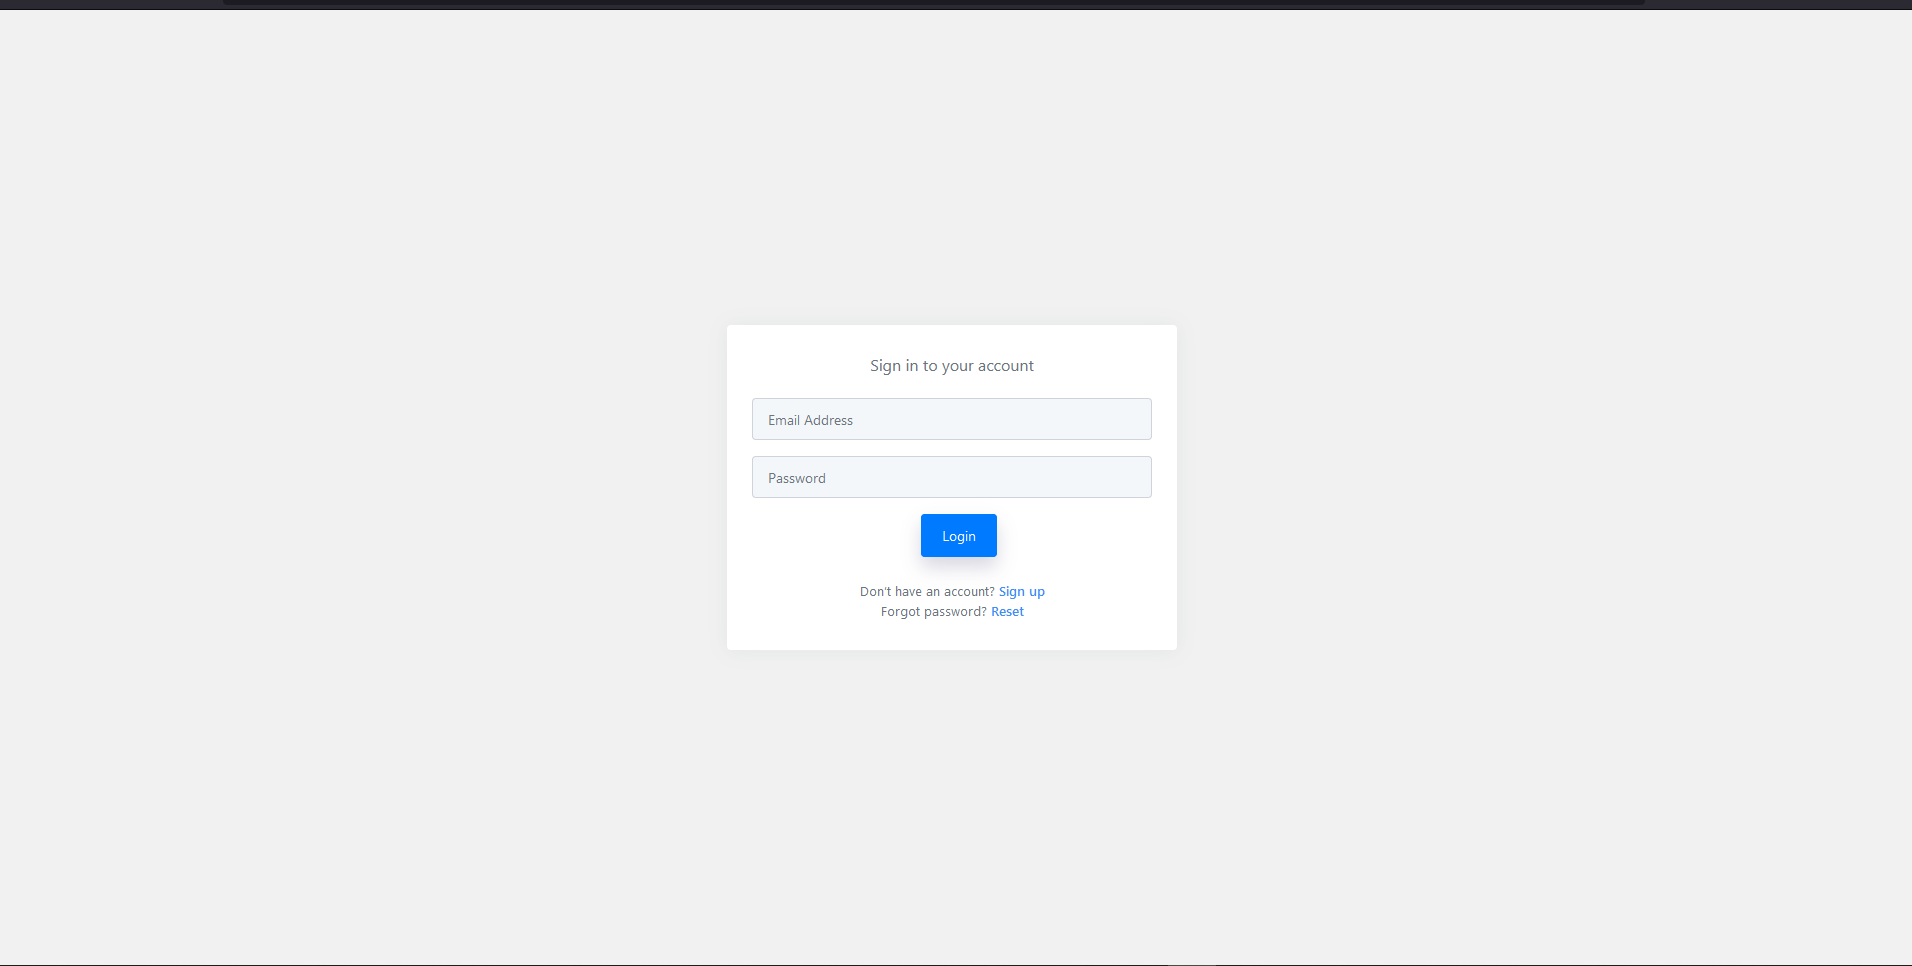 Sign in to your account
Email Address
Password
Login
Don't have an account? Sign up
Forgot password? Reset